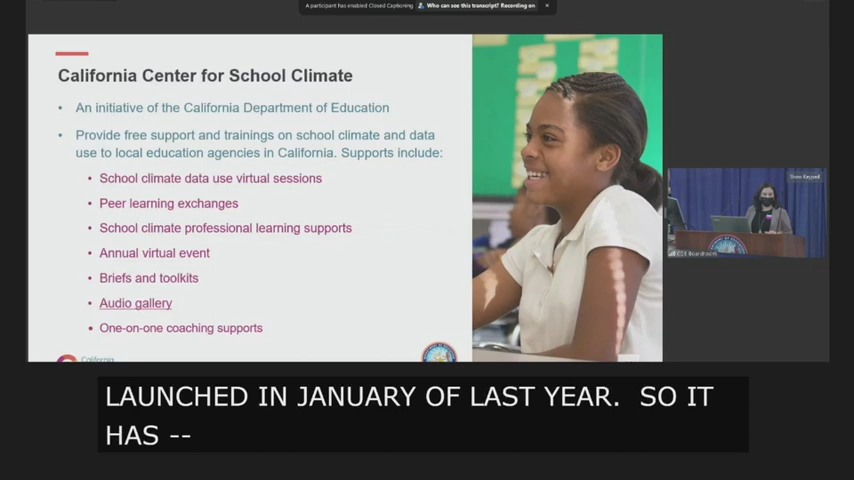 A participant has enabled Closed Captioning
Who can see this transcript? Recording on
California Center for School Climate
• An initiative of the California Department of Education
• Provide free support and trainings on school climate and data
use to local education agencies in California. Supports include:
• School climate data use virtual sessions
• Peer learning exchanges
• School climate professional learning supports
• Annual virtual event
• Briefs and toolkits
• Audio gallery
• One-on-one coaching supports
California
CDE Boardroom
LAUNCHED IN JANUARY OF LAST YEAR.  SO IT
HAS --